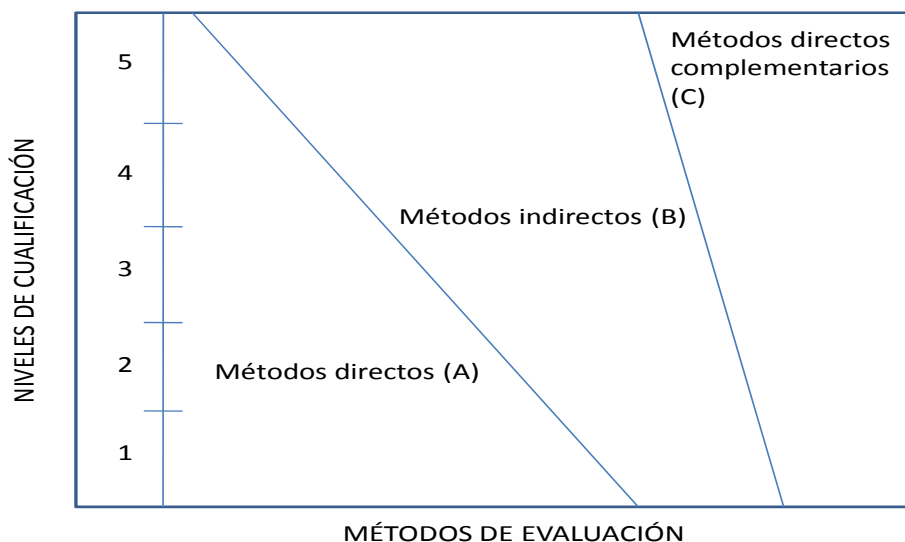 NIVELES DE CUALIFICACIÓN
5
4
3
2
1
Métodos directos
complementarios
(C)
Métodos indirectos (B)
Métodos directos (A)
MÉTODOS DE EVALUACIÓN